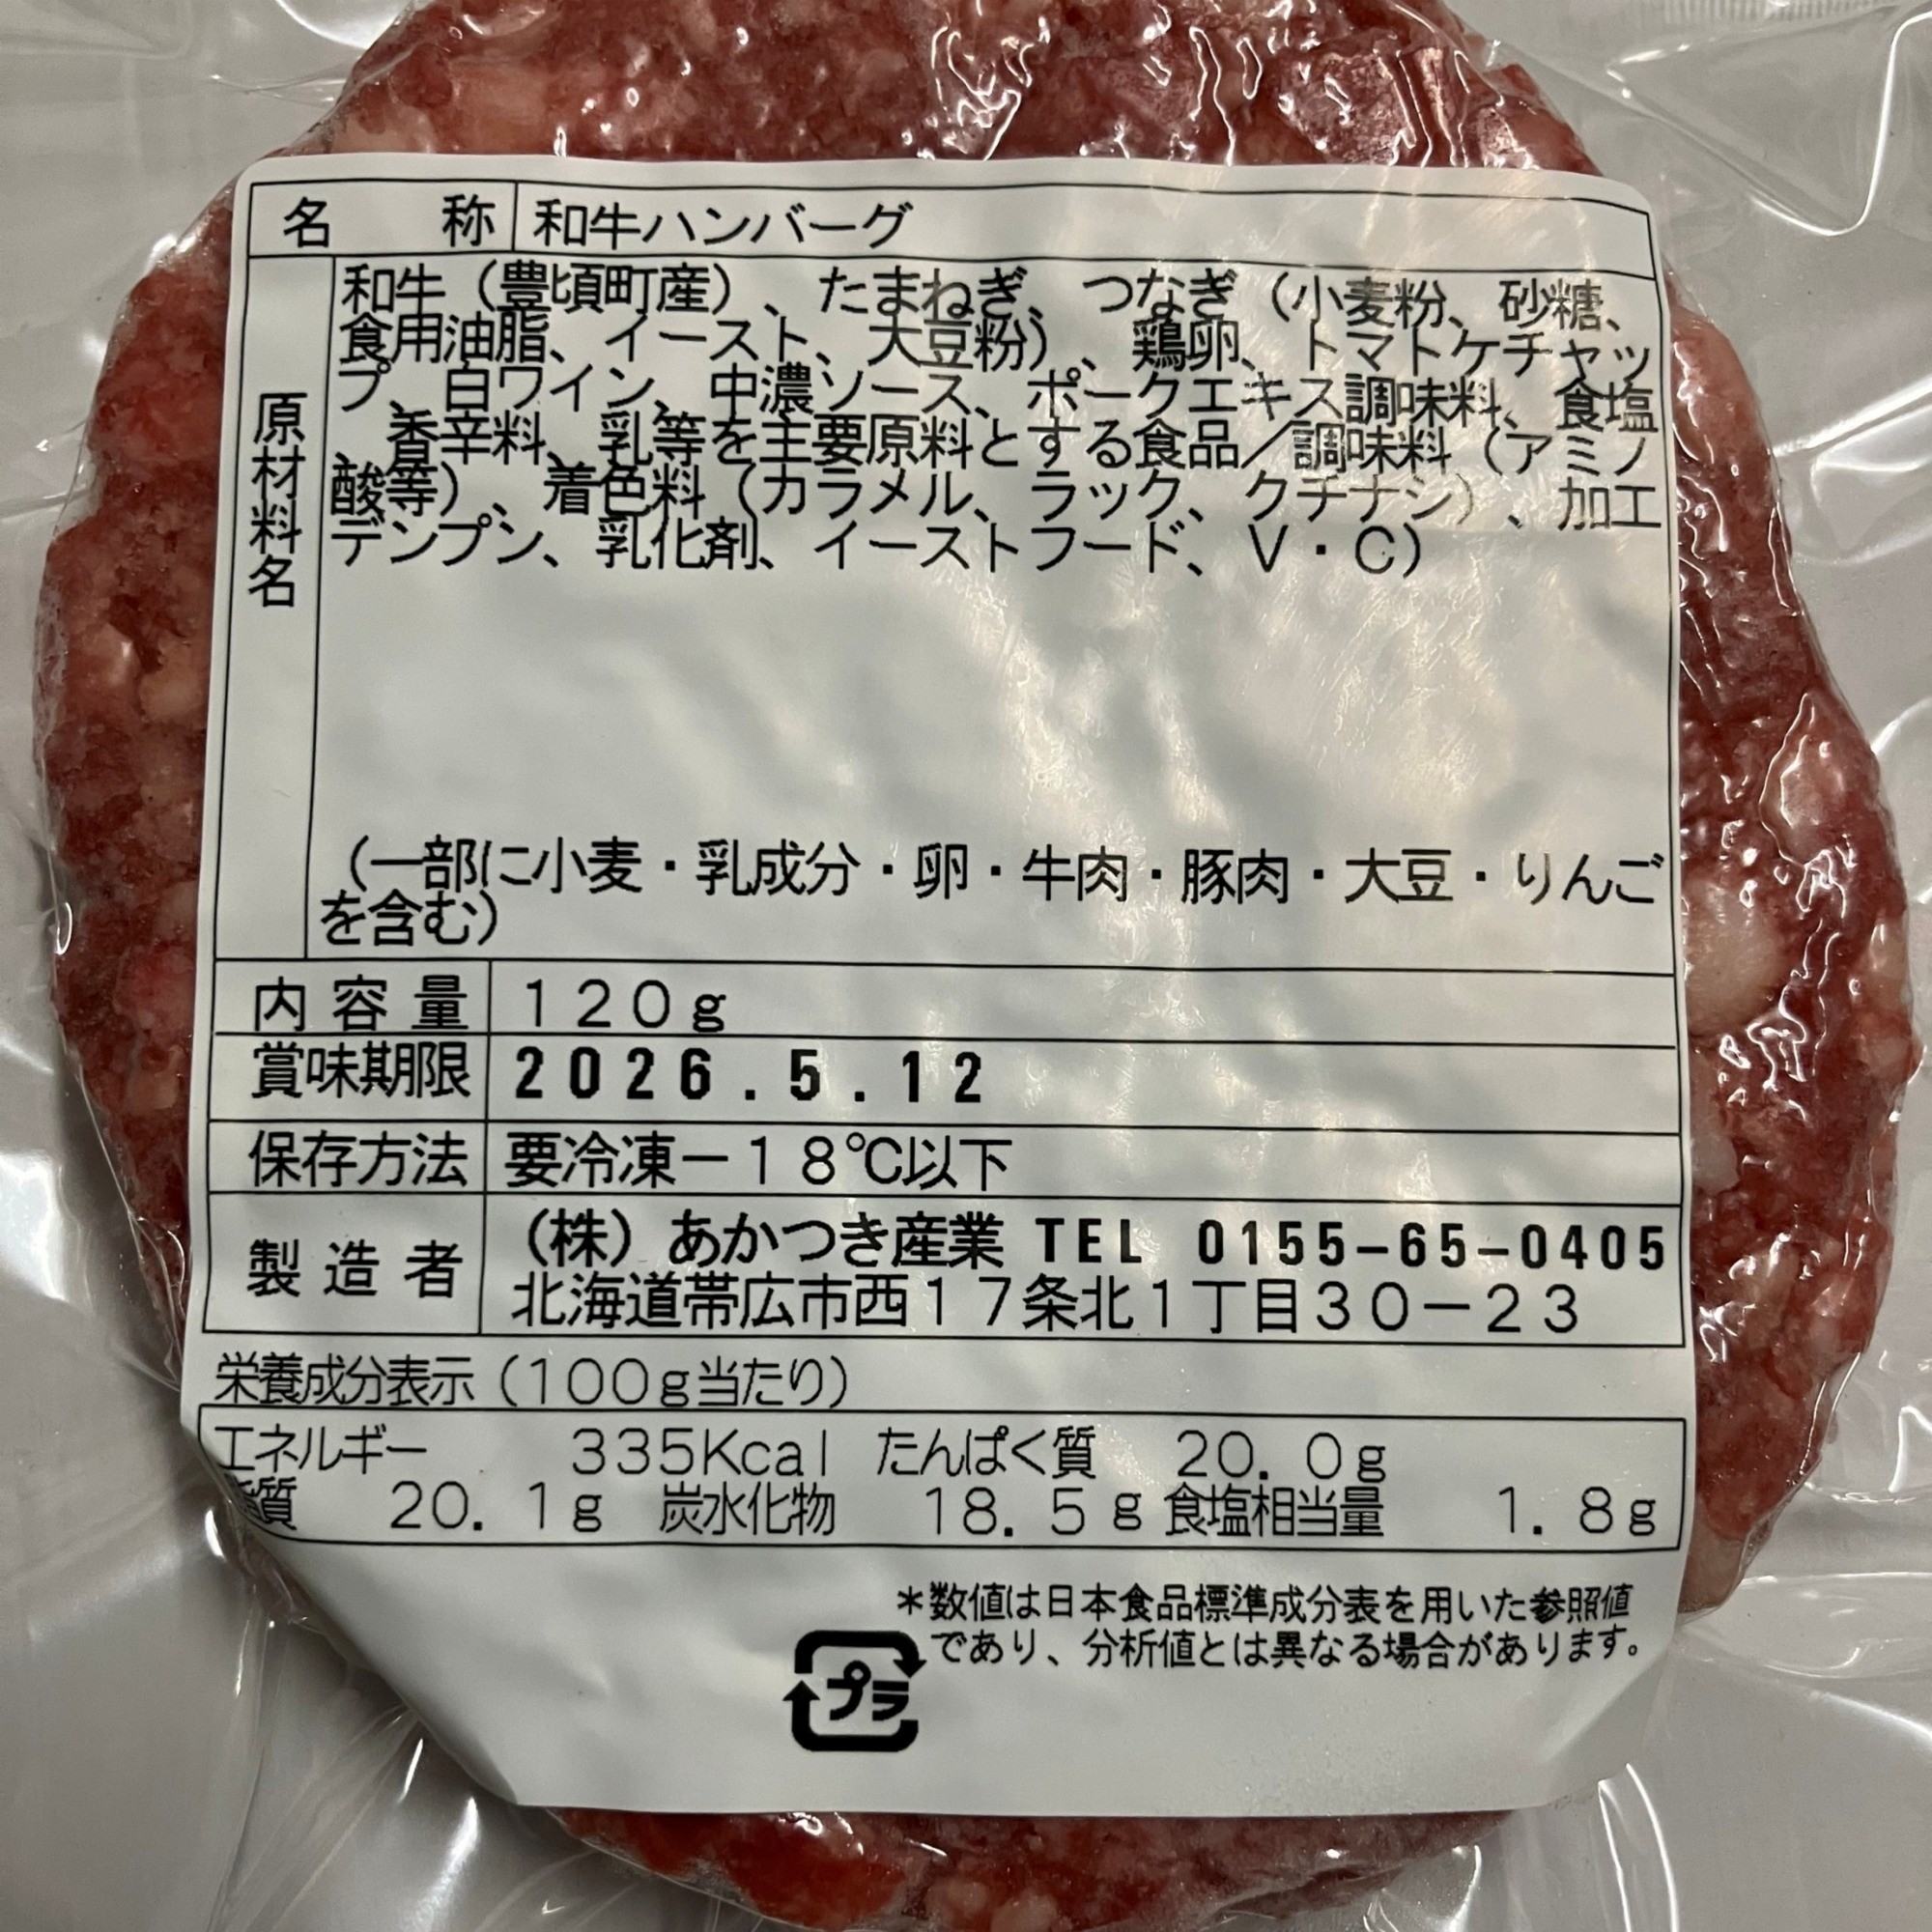 名称 和牛ハンバーグ
原材料名
和牛（豊頃町産）、たまねぎ、つなぎ（小麦粉、砂糖、
食用油脂、イースト、大豆粉）、鶏卵、トマトケチャッ
プ、白ワイン、中濃ソース、ポークエキス調味料、食塩
、香辛料、乳等を主要原料とする食品／調味料（アミノ
酸等）、着色料（カラメル、ラック、クチナシ）、加工
デンプン、乳化剤、イーストフード、Ｖ・Ｃ）
（一部に小麦・乳成分・卵・牛肉・豚肉・大豆・りんご
を含む）
内容量 １２０ｇ
賞味期限 2026.5.12
保存方法 要冷凍－１８℃以下
製造者 （株）あかつき産業 TEL 0155-65-0405
北海道帯広市西１７条北１丁目３０－２３
栄養成分表示（１００ｇ当たり）
エネルギー ３３５Kcal たんぱく質 ２０．０ｇ
質 ２０．１ｇ 炭水化物 １８．５ｇ 食塩相当量 １．８ｇ
＊数値は日本食品標準成分表を用いた参照値
であり、分析値とは異なる場合があります。
プラ